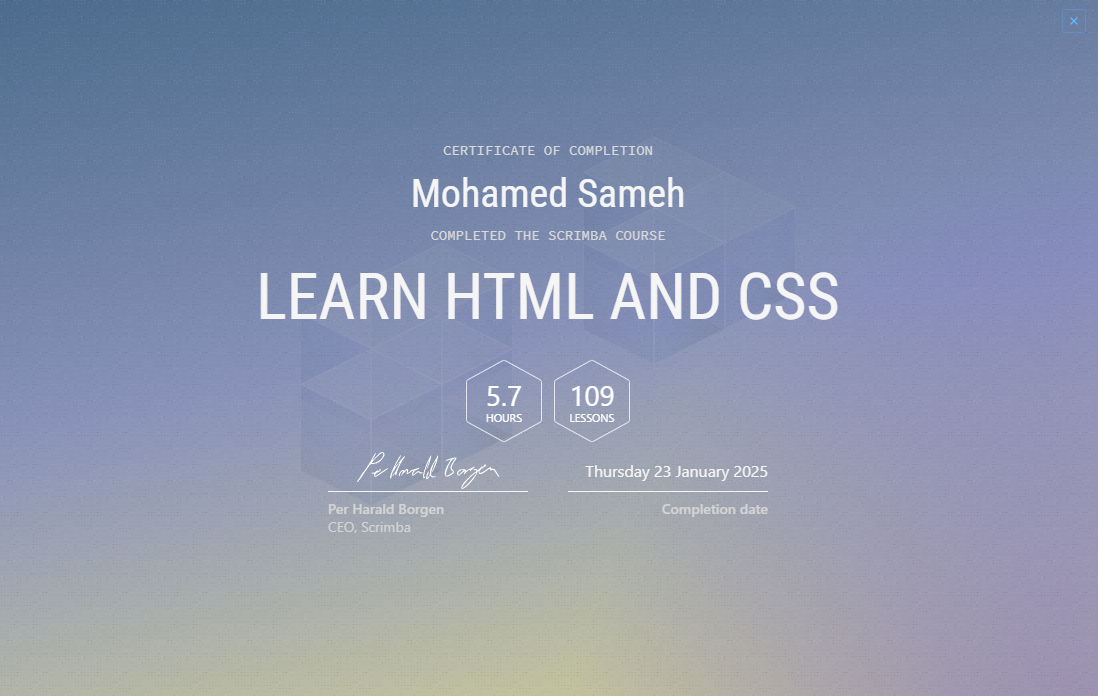 CERTIFICATE OF COMPLETION
Mohamed Sameh
COMPLETED THE SCRIMBA COURSE
LEARN HTML AND CSS
5.7 109
HOURS LESSONS
Per Harald Borgen Thursday 23 January 2025
Per Harald Borgen Completion date
CEO, Scrimba